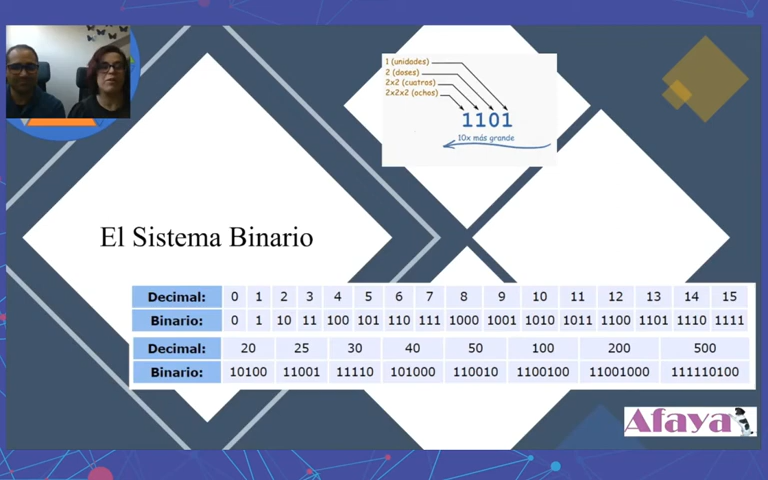 1 (unidades)
2 (doses)
2x2 (cuatros)
2x2x2 (ochos)
1101
10x más grande
El Sistema Binario
Decimal: 0 1 2 3 4 5 6 7 8 9 10 11 12 13 14 15
Binario: 0 1 10 11 100 101 110 111 1000 1001 1010 1011 1100 1101 1110 1111
Decimal: 20 25 30 40 50 100 200 500
Binario: 10100 11001 11110 101000 110010 1100100 11001000 111110100
Afaya